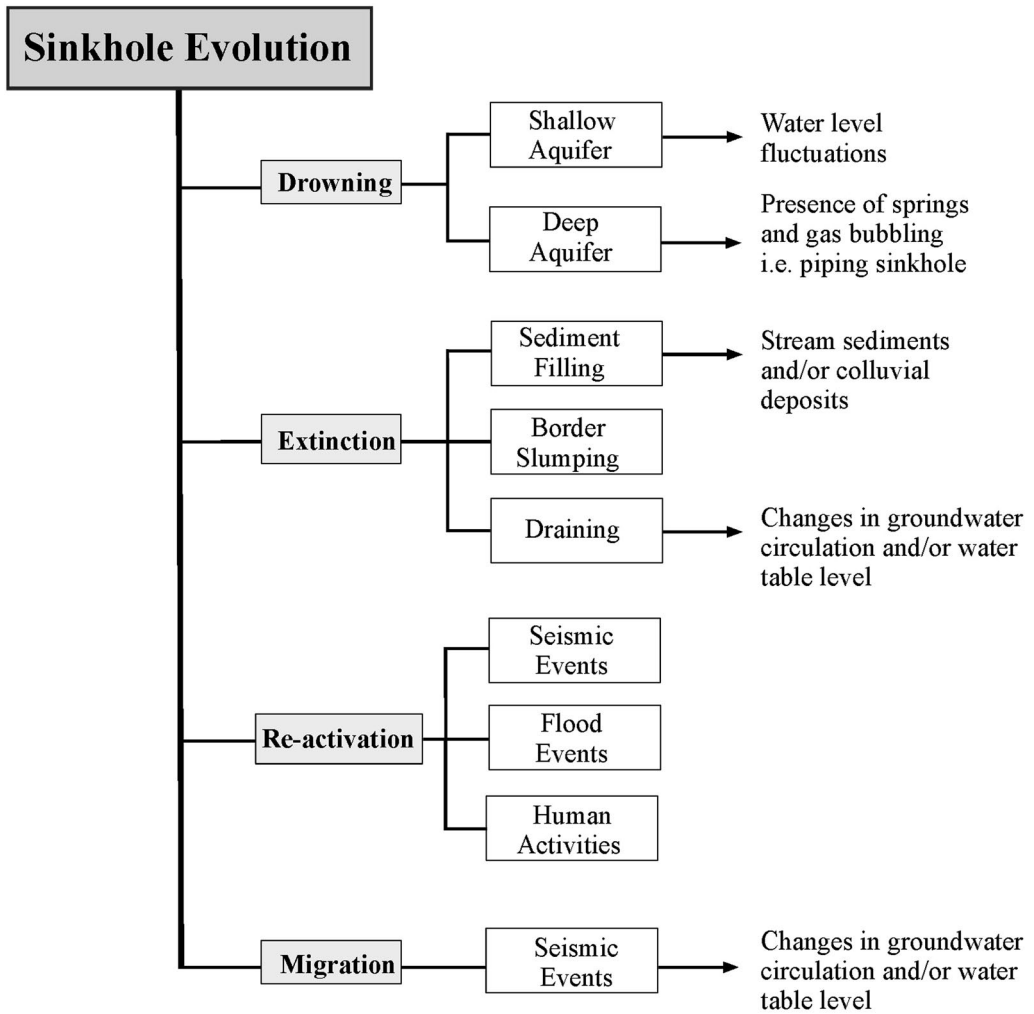 Sinkhole Evolution
Drowning
Shallow
Aquifer
Water level
fluctuations
Deep
Aquifer
Presence of springs
and gas bubbling
i.e. piping sinkhole
Extinction
Sediment
Filling
Stream sediments
and/or colluvial
deposits
Border
Slumping
Draining
Changes in groundwater
circulation and/or water
table level
Re-activation
Seismic
Events
Flood
Events
Human
Activities
Migration
Seismic
Events
Changes in groundwater
circulation and/or water
table level